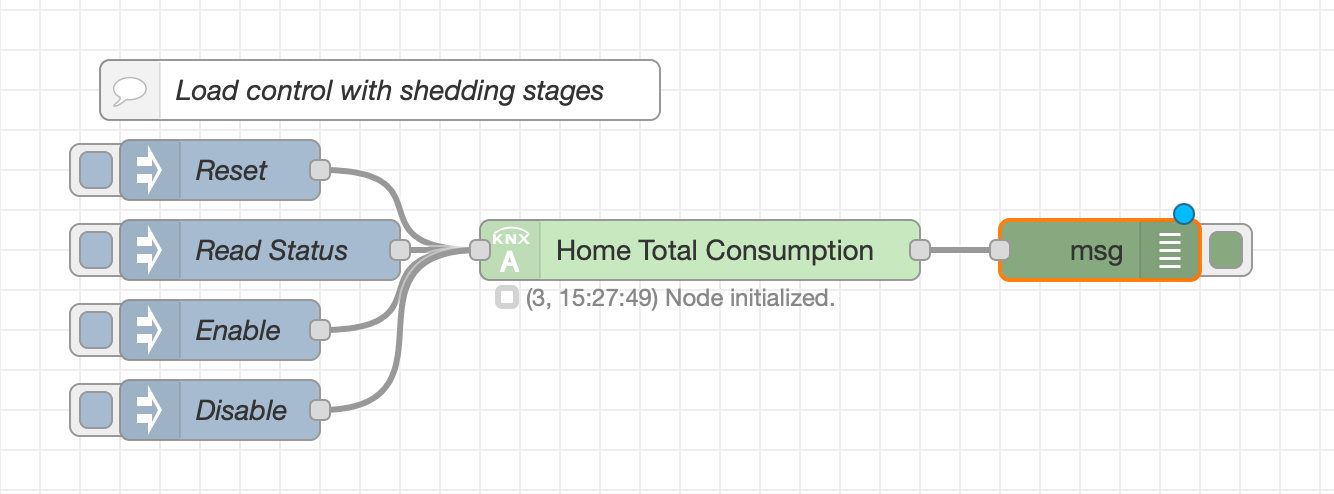 Load control with shedding stages
Reset
Read Status
KNX
A
Home Total Consumption
msg
(3, 15:27:49) Node initialized.
Enable
Disable